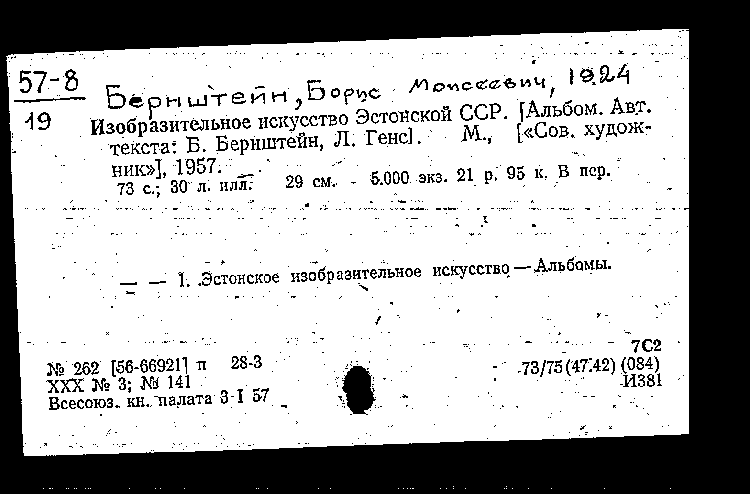 57-8
19
Бернштейн, Борис Моисеевич, 1924
Изобразительное искусство Эстонской ССР. [Альбом. Авт.
текста: Б. Бернштейн, Л. Генс]. М., [«Сов. худож-
ник»], 1957.
73 с.; 30 л. илл. 29 см. 5.000 экз. 21 р. 95 к. В пер.
— — 1. Эстонское изобразительное искусство — Альбомы.
№ 262 [56-66921] п 28-3
XXX № 3; № 141
Всесоюз. кн. палата 3 I 57
7С2
73/75(47.42) (084)
И381